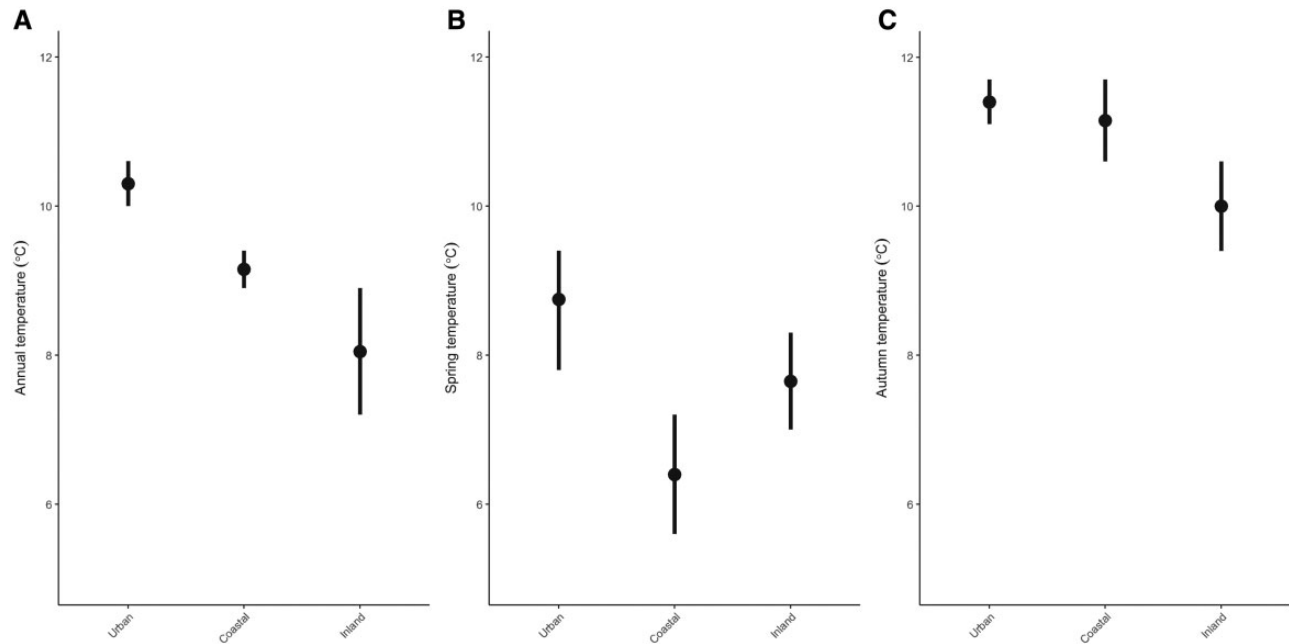 A
Annual temperature (°C)
12
10
8
6
Urban
Coastal
Inland
B
Spring temperature (°C)
12
10
8
6
Urban
Coastal
Inland
C
Autumn temperature (°C)
12
10
8
6
Urban
Coastal
Inland